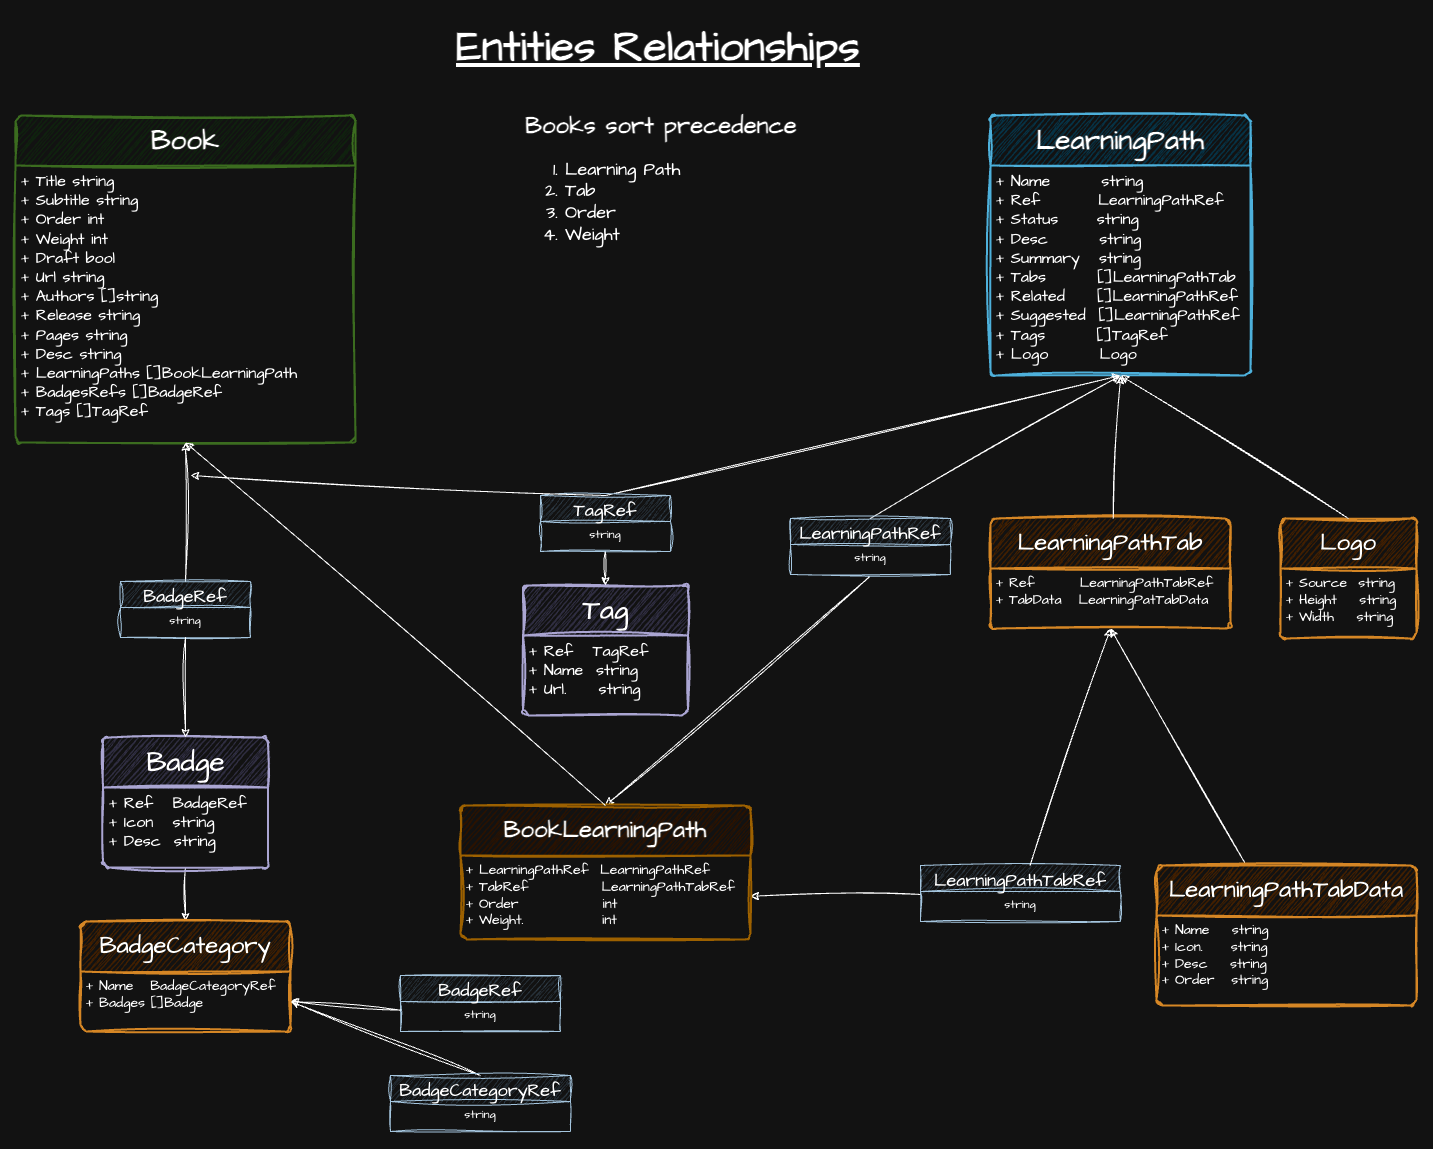 Entities Relationships
Book
+ Title string
+ Subtitle string
+ Order int
+ Weight int
+ Draft bool
+ Url string
+ Authors []string
+ Release string
+ Pages string
+ Desc string
+ LearningPaths []BookLearningPath
+ BadgesRefs []BadgeRef
+ Tags []TagRef
Books sort precedence
1. Learning Path
2. Tab
3. Order
4. Weight
LearningPath
+ Name string
+ Ref LearningPathRef
+ Status string
+ Desc string
+ Summary string
+ Tabs []LearningPathTab
+ Related []LearningPathRef
+ Suggested []LearningPathRef
+ Tags []TagRef
+ Logo Logo
TagRef
string
LearningPathRef
string
LearningPathTab
+ Ref LearningPathTabRef
+ TabData LearningPatTabData
Logo
+ Source string
+ Height string
+ Width string
BadgeRef
string
Tag
+ Ref TagRef
+ Name string
+ Url. string
Badge
+ Ref BadgeRef
+ Icon string
+ Desc string
BookLearningPath
+ LearningPathRef LearningPathRef
+ TabRef LearningPathTabRef
+ Order int
+ Weight. int
LearningPathTabRef
string
LearningPathTabData
+ Name string
+ Icon. string
+ Desc string
+ Order string
BadgeCategory
+ Name BadgeCategoryRef
+ Badges []Badge
BadgeRef
string
BadgeCategoryRef
string